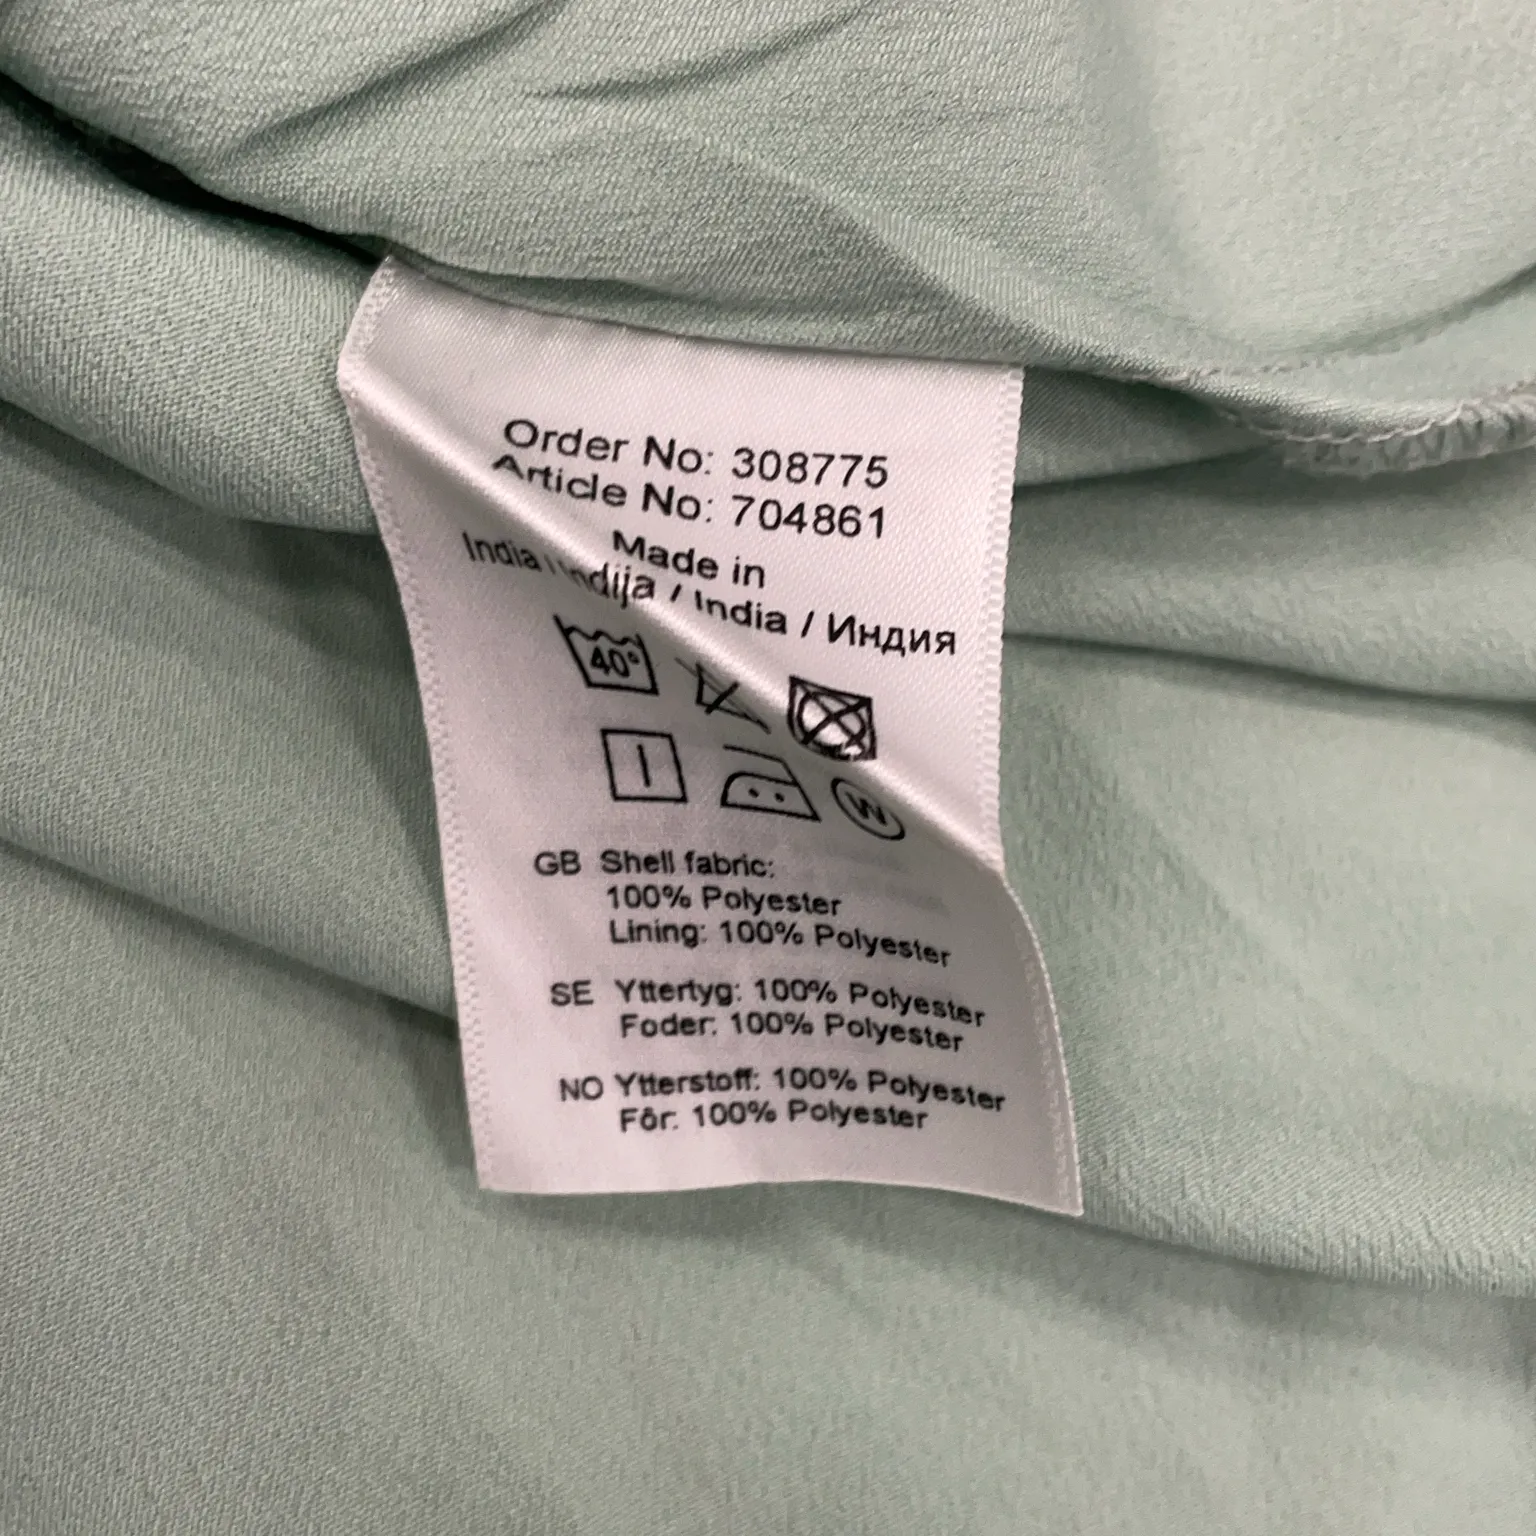 Order No: 308775
Article No: 704861
Made in
India / Indija / India / Индия
40°
W
GB Shell fabric:
100% Polyester
Lining: 100% Polyester
SE Yttertyg: 100% Polyester
Foder: 100% Polyester
NO Ytterstoff: 100% Polyester
Fôr: 100% Polyester